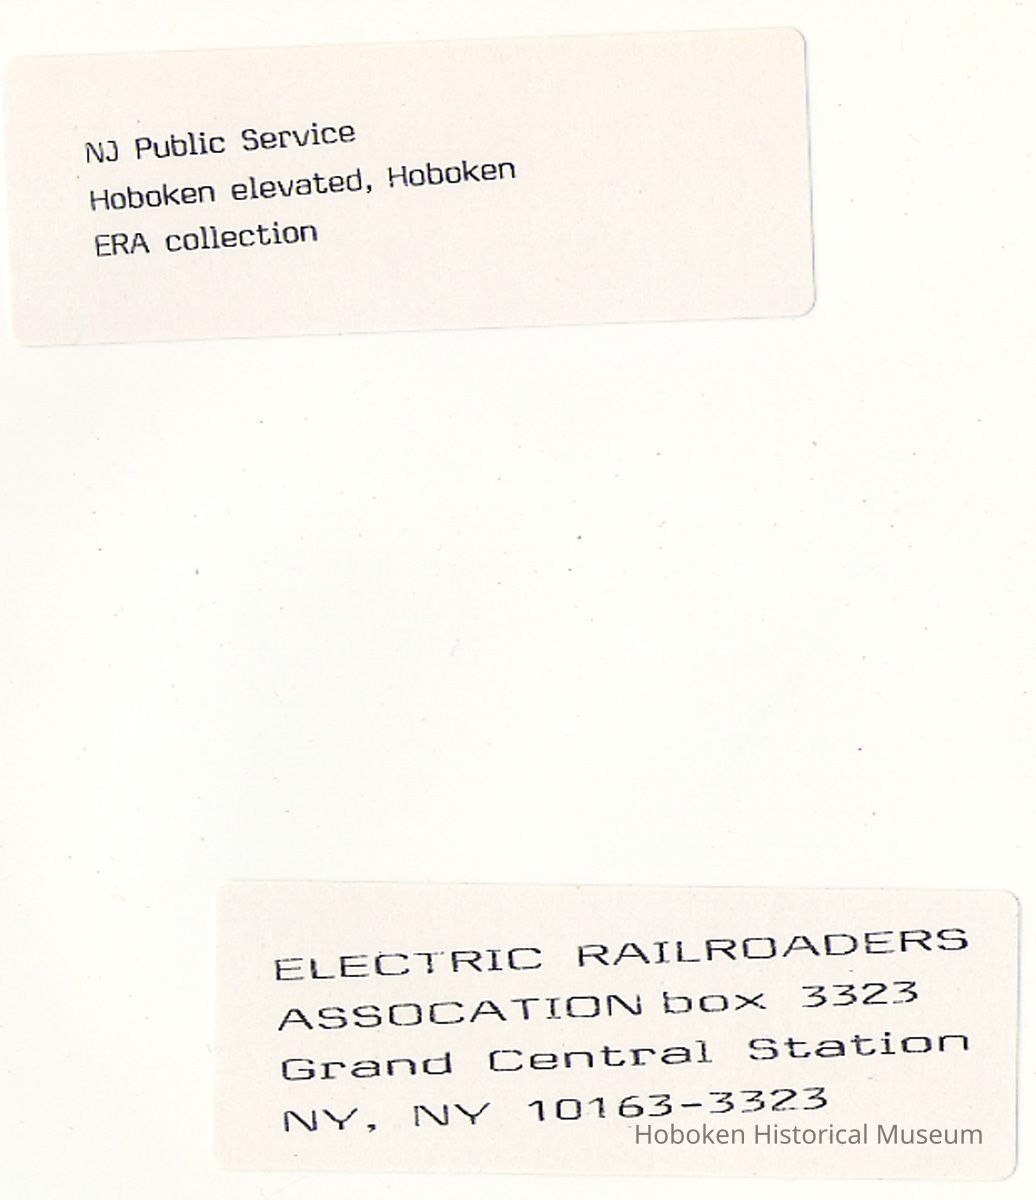 NJ Public Service
Hoboken elevated, Hoboken
ERA collection
ELECTRIC RAILROADERS
ASSOCATION box 3323
Grand Central Station
NY, NY 10163-3323
Hoboken Historical Museum